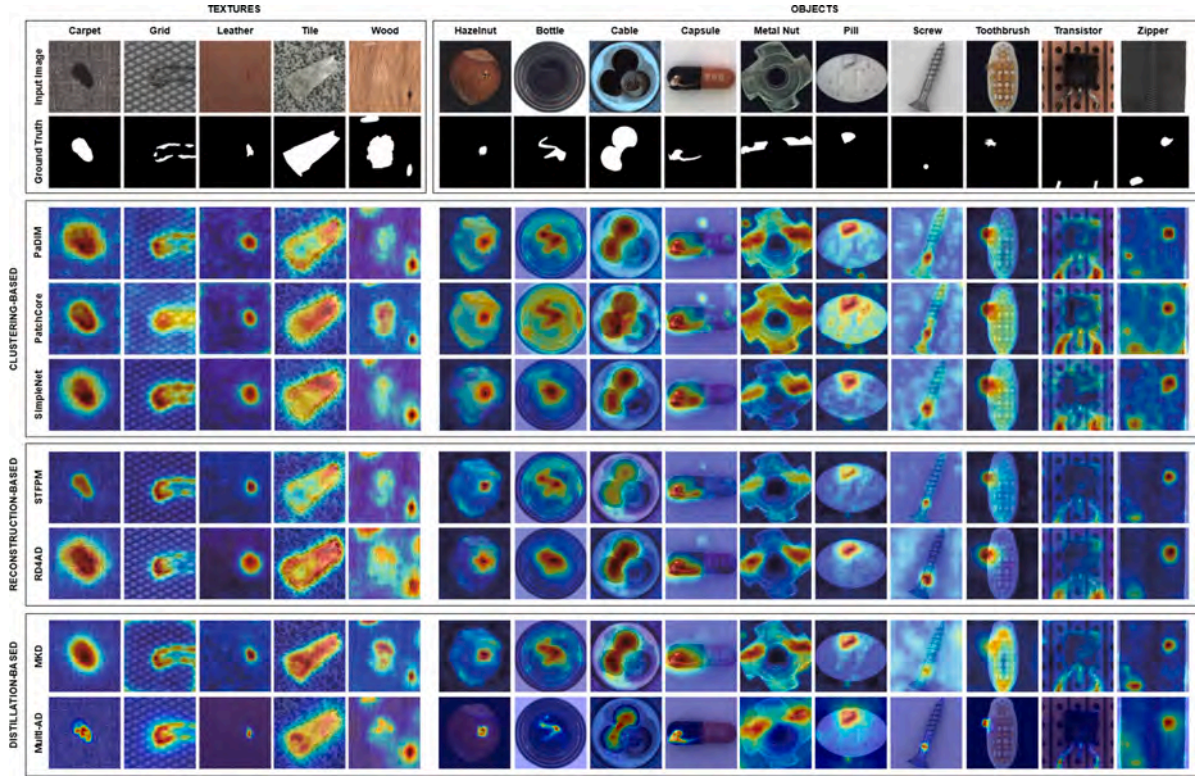 TEXTURES
OBJECTS
Carpet Grid Leather Tile Wood Hazelnut Bottle Cable Capsule Metal Nut Pill Screw Toothbrush Transistor Zipper
Input Image
Ground Truth
CLUSTERING-BASED
PaDIM
PatchCore
SimpleNet
RECONSTRUCTION-BASED
STFPM
RD4AD
DISTILLATION-BASED
MKD
Multi-AD